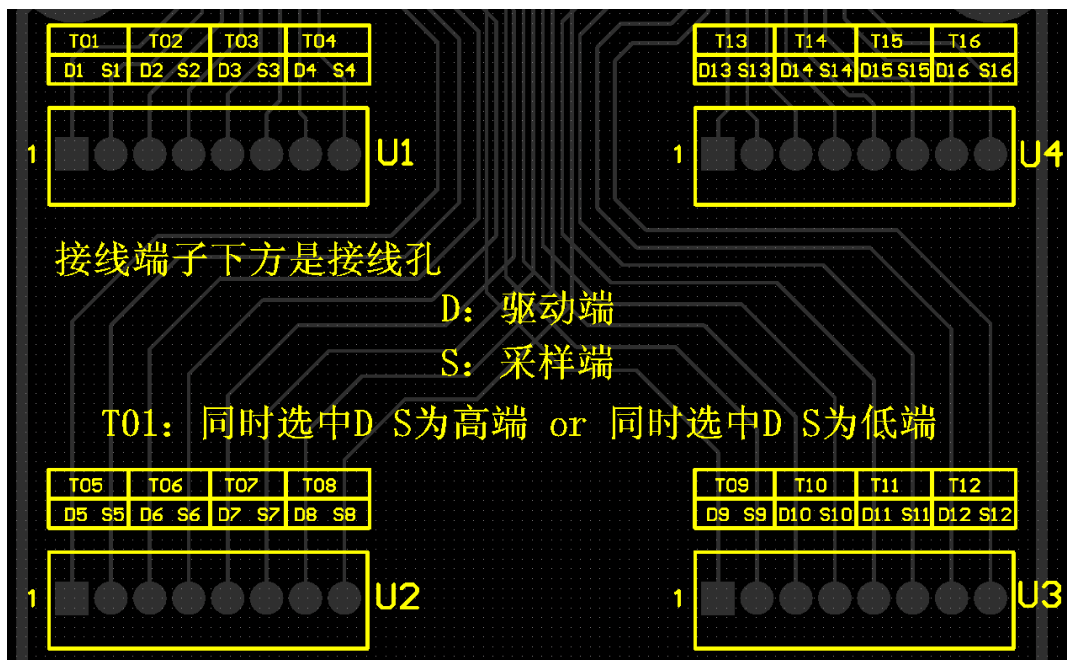 T01 T02 T03 T04
D1 S1 D2 S2 D3 S3 D4 S4
1 U1
T13 T14 T15 T16
D13 S13 D14 S14 D15 S15 D16 S16
1 U4
接线端子下方是接线孔
D: 驱动端
S: 采样端
T01: 同时选中D S为高端 or 同时选中D S为低端
T05 T06 T07 T08
D5 S5 D6 S6 D7 S7 D8 S8
1 U2
T09 T10 T11 T12
D9 S9 D10 S10 D11 S11 D12 S12
1 U3